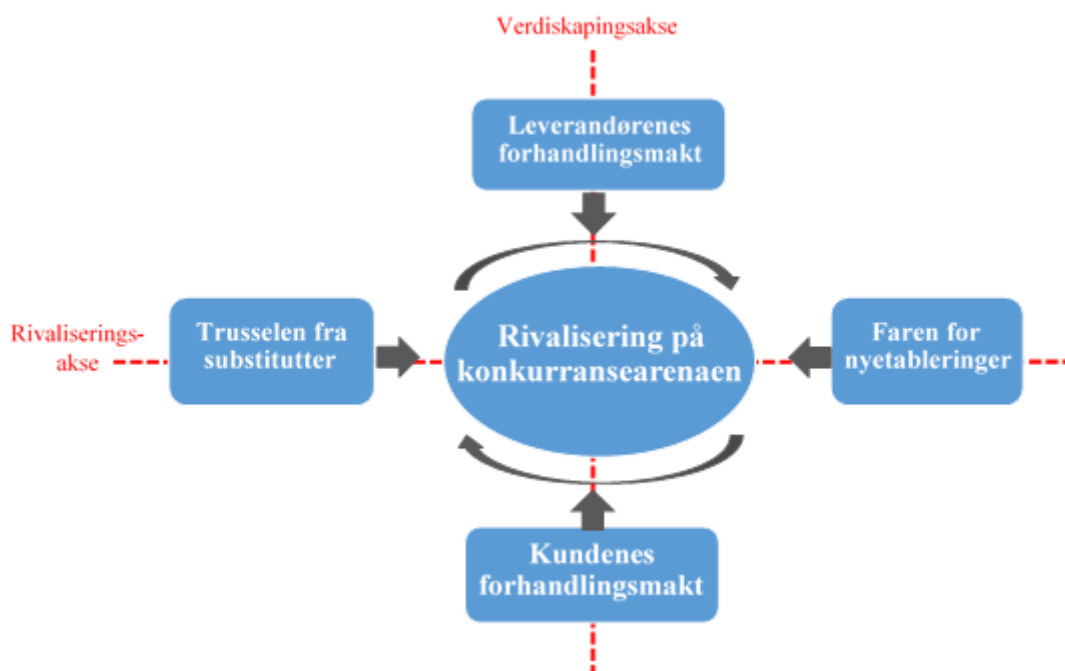 Verdiskapingsakse
Leverandørenes
forhandlingsmakt
Rivaliserings-
akse
Trusselen fra
substitutter
Rivalisering på
konkurransearenaen
Faren for
nyetableringer
Kundenes
forhandlingsmakt